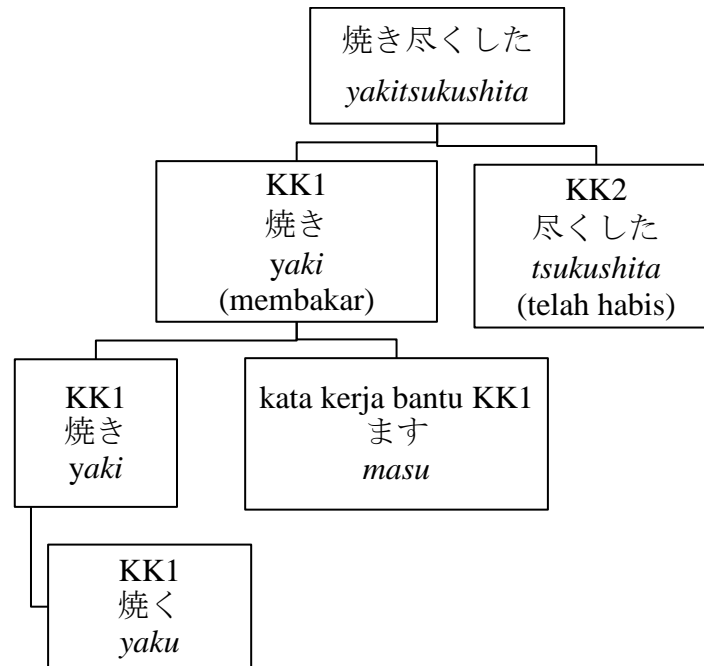 焼き尽くした
yakitsukushita
KK1
焼き
yaki
(membakar)
KK2
尽くした
tsukushita
(telah habis)
KK1
焼き
yaki
kata kerja bantu KK1
ます
masu
KK1
焼く
yaku